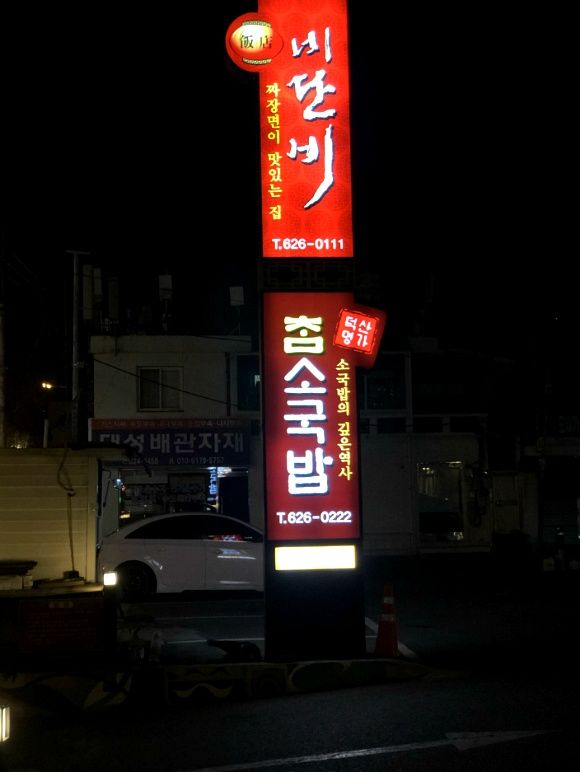 飯店
비단비
짜장면이 맛있는 집
T.626-0111
덕산
명가
참소국밥
소국밥의 깊은역사
T.626-0222
대성배관자재